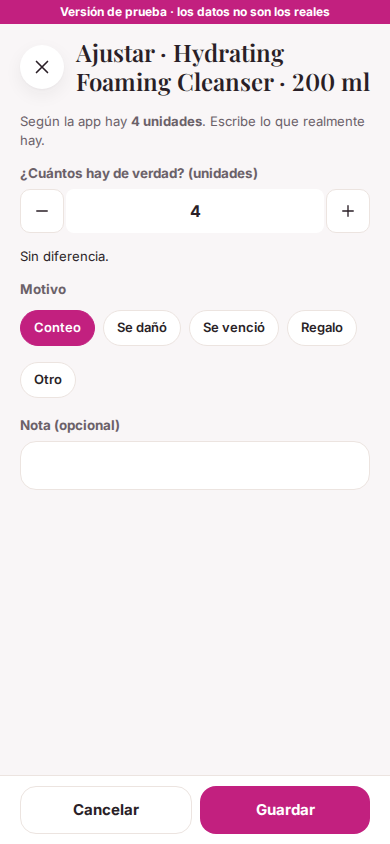 Versión de prueba · los datos no son los reales
Ajustar · Hydrating
Foaming Cleanser · 200 ml
Según la app hay 4 unidades. Escribe lo que realmente
hay.
¿Cuántos hay de verdad? (unidades)
4
Sin diferencia.
Motivo
Conteo
Se dañó
Se venció
Regalo
Otro
Nota (opcional)
Cancelar
Guardar